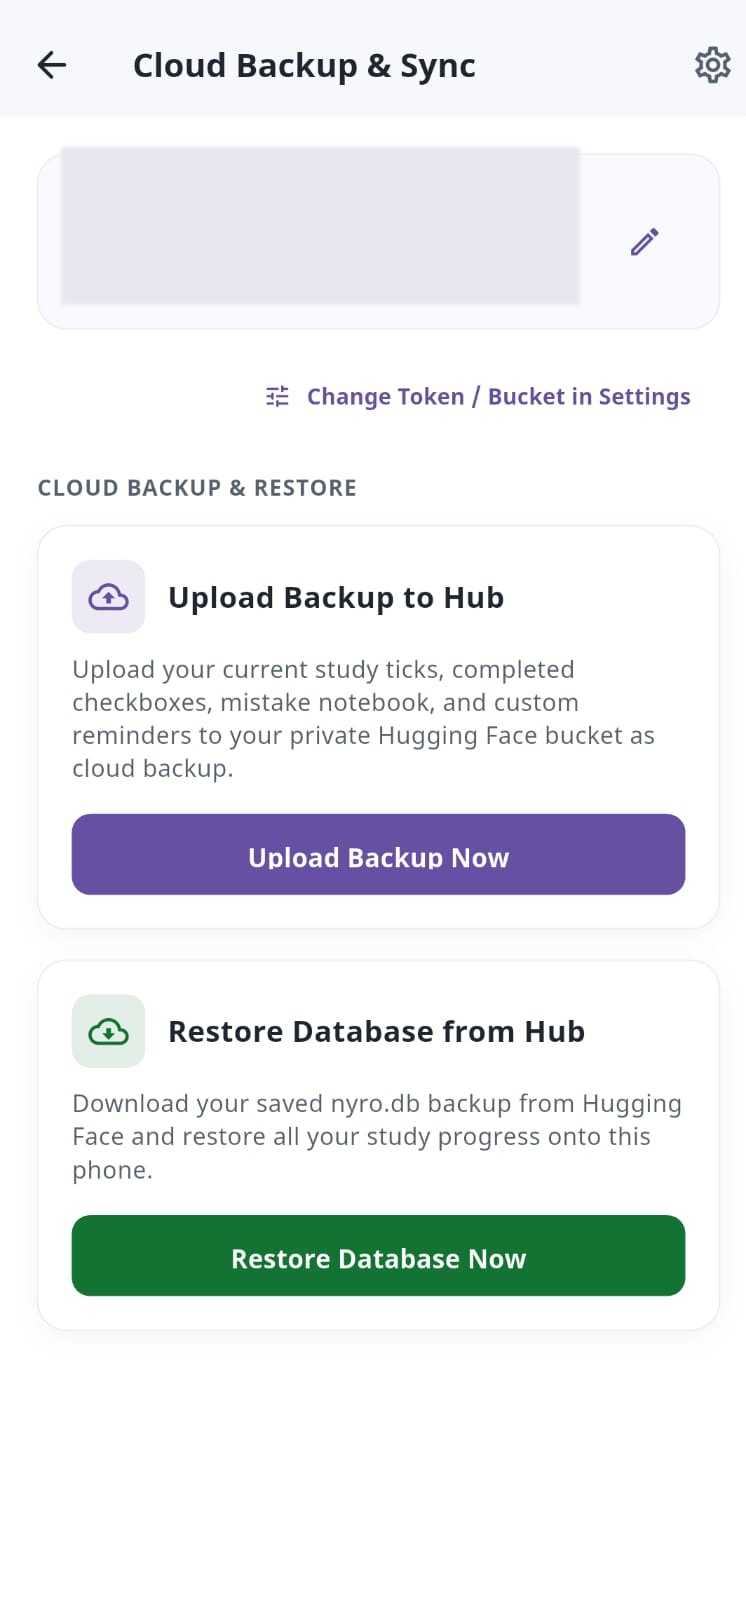 Cloud Backup & Sync
Change Token / Bucket in Settings
CLOUD BACKUP & RESTORE
Upload Backup to Hub
Upload your current study ticks, completed
checkboxes, mistake notebook, and custom
reminders to your private Hugging Face bucket as
cloud backup.
Upload Backup Now
Restore Database from Hub
Download your saved nyro.db backup from Hugging
Face and restore all your study progress onto this
phone.
Restore Database Now